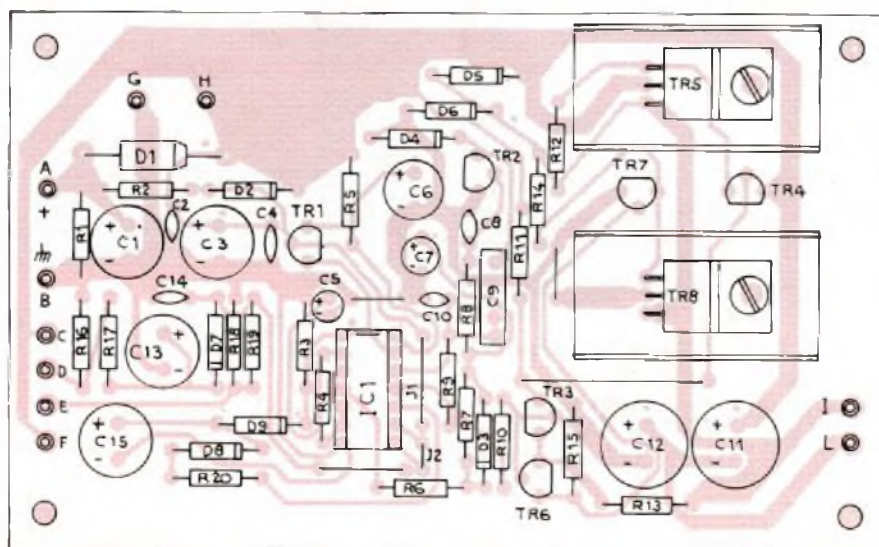 D5
TR5
G
H
D6
R12
D4
TR2
D1
TR7
TR4
A
R2
D2
R5
C6
R14
+
C2
C4
TR1
C8
R1
+
C1
-
+
C3
-
R11
+
C7
-
C5
+
B
C14
C10
R8
C9
TR8
C
R16
R17
C13
+
-
D7
R18
R19
R3
IC1
J1
R9
D
R4
E
D9
R7
D3
R10
TR3
R15
I
F
+
C15
-
D8
J2
+
C12
-
+
C11
-
L
R20
R6
TR6
R13